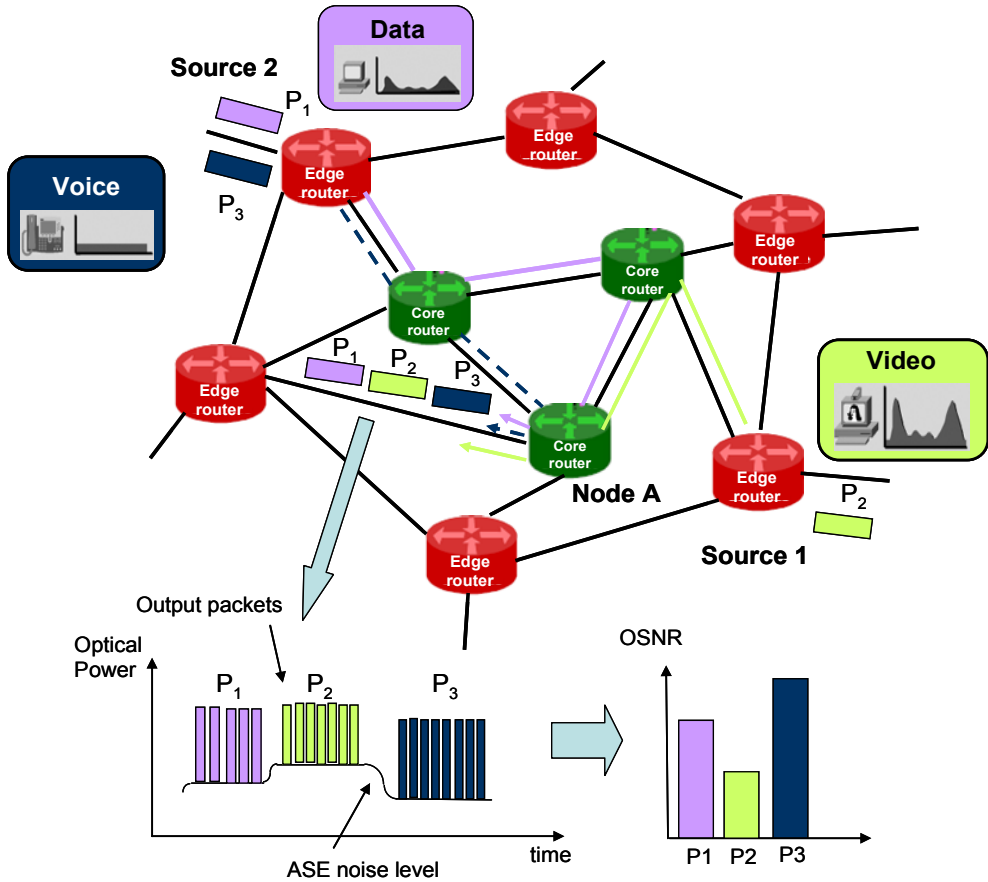 Data
Source 2
P1
Edge
router
Edge
router
Voice
P3
Edge
router
Core
router
Core
router
P1
P2
P3
Edge
router
Video
Core
router
Edge
router
Node A
P2
Source 1
Edge
router
Output packets
Optical
Power
P1
P2
P3
OSNR
ASE noise level
time
P1
P2
P3